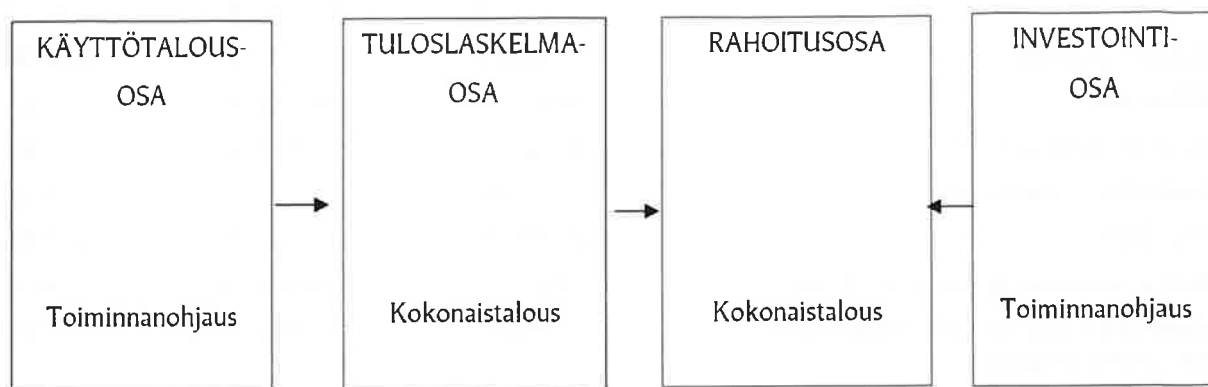 KÄYTTÖTALOUS-
OSA
Toiminnanohjaus
TULOSLASKELMA-
OSA
Kokonaistalous
RAHOITUSOSA
Kokonaistalous
INVESTOINTI-
OSA
Toiminnanohjaus